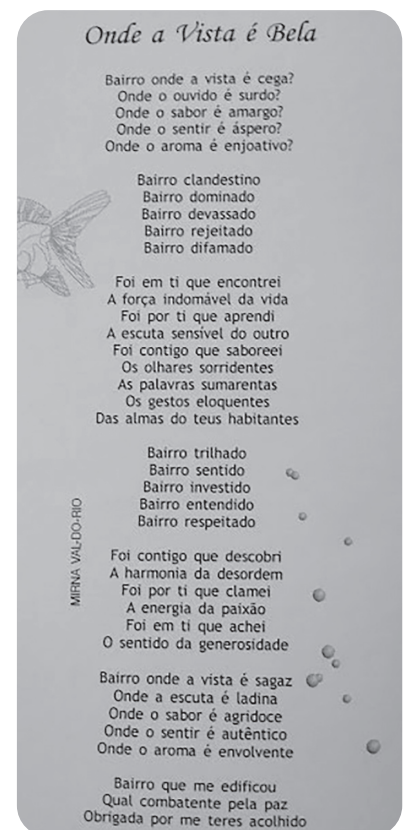 Onde a Vista é Bela

Bairro onde a vista é cega?
Onde o ouvido é surdo?
Onde o sabor é amargo?
Onde o sentir é áspero?
Onde o aroma é enjoativo?

Bairro clandestino
Bairro dominado
Bairro devassado
Bairro rejeitado
Bairro difamado

Foi em ti que encontrei
A força indomável da vida
Foi por ti que aprendi
A escuta sensível do outro
Foi contigo que saboreei
Os olhares sorridentes
As palavras sumarentas
Os gestos eloquentes
Das almas do teus habitantes

Bairro trilhado
Bairro sentido
Bairro investido
Bairro entendido
Bairro respeitado

Foi contigo que descobri
A harmonia da desordem
Foi por ti que clamei
A energia da paixão
Foi em ti que achei
O sentido da generosidade

Bairro onde a vista é sagaz
Onde a escuta é ladina
Onde o sabor é agridoce
Onde o sentir é autêntico
Onde o aroma é envolvente

Bairro que me edificou
Qual combatente pela paz
Obrigada por me teres acolhido

MIRNA VAL-DO-RIO